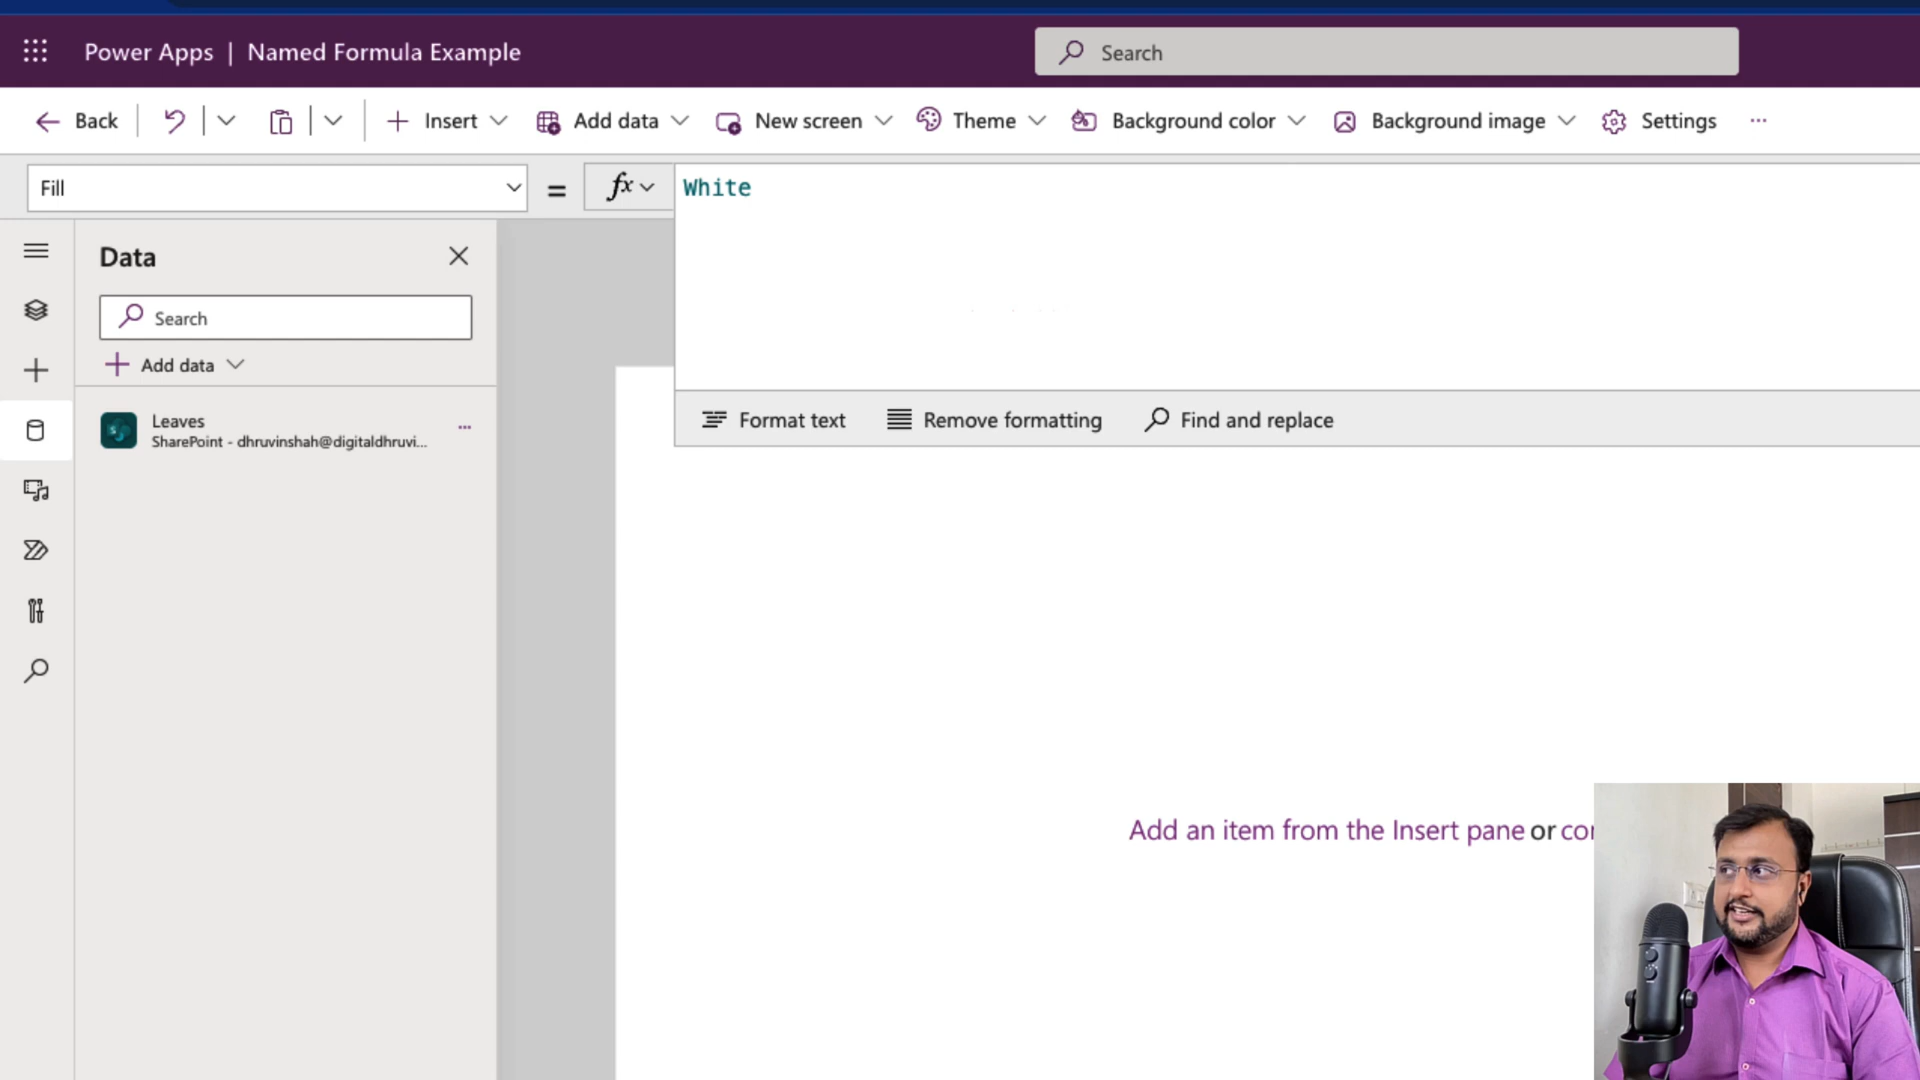 Power Apps | Named Formula Example
Search
Back
Insert
Add data
New screen
Theme
Background color
Background image
Settings
Fill
=
fx
White
Data
Search
Add data
Leaves
SharePoint - dhruvinshah@digitaldhruvi...
Format text
Remove formatting
Find and replace
Add an item from the Insert pane or